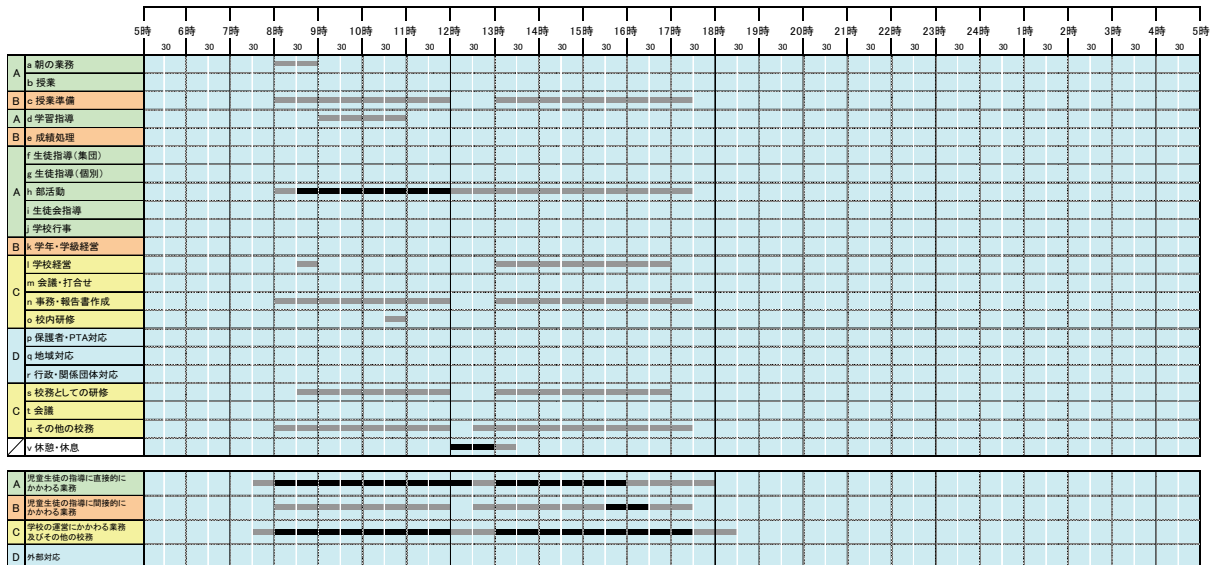 5時 6時 7時 8時 9時 10時 11時 12時 13時 14時 15時 16時 17時 18時 19時 20時 21時 22時 23時 24時 1時 2時 3時 4時 5時
30 30 30 30 30 30 30 30 30 30 30 30 30 30 30 30 30 30 30 30 30 30 30 30
A
a 朝の業務
b 授業
B
c 授業準備
A
d 学習指導
B
e 成績処理
A
f 生徒指導(集団)
g 生徒指導(個別)
h 部活動
i 生徒会指導
j 学校行事
B
k 学年・学級経営
C
l 学校経営
m 会議・打合せ
n 事務・報告書作成
o 校内研修
D
p 保護者・PTA対応
q 地域対応
r 行政・関係団体対応
C
s 校務としての研修
t 会議
u その他の校務
v 休憩・休息
A
児童生徒の指導に直接的に
かかわる業務
B
児童生徒の指導に間接的に
かかわる業務
C
学校の運営にかかわる業務
及びその他の校務
D
外部対応